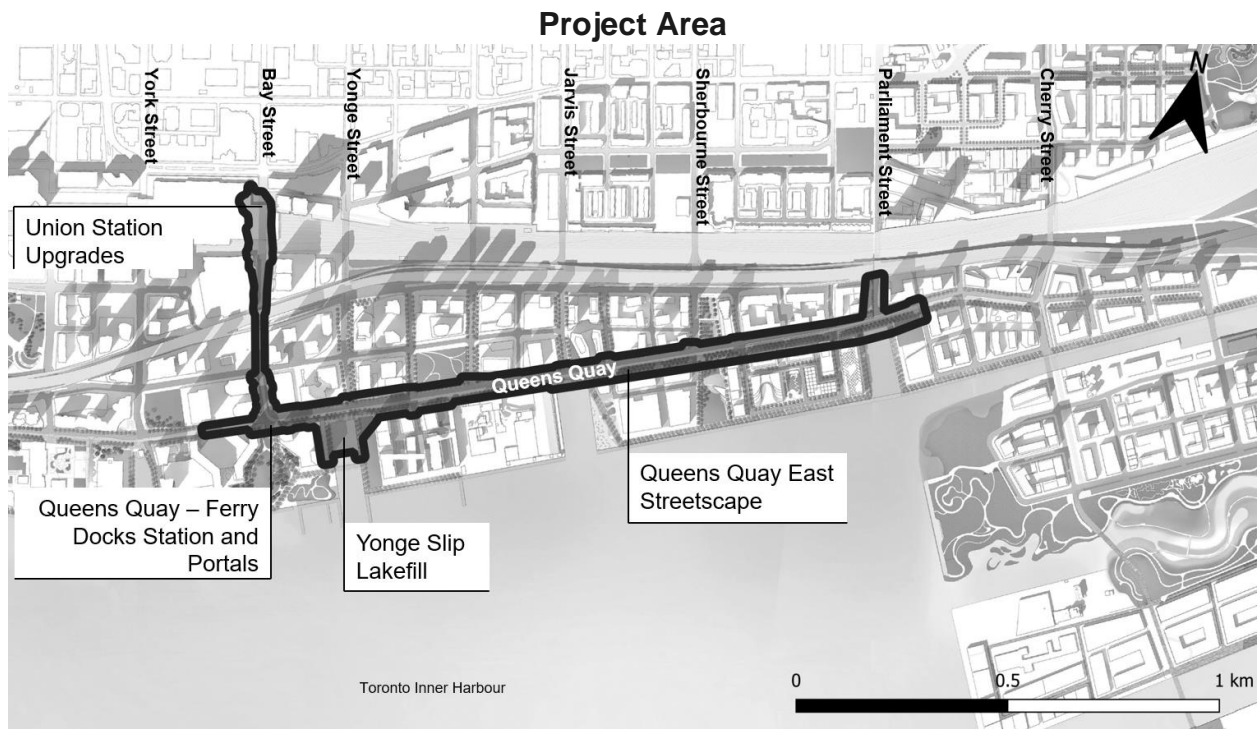 Project Area
York Street
Bay Street
Yonge Street
Jarvis Street
Sherbourne Street
Parliament Street
Cherry Street
N
Union Station
Upgrades
Queens Quay
Queens Quay – Ferry
Docks Station and
Portals
Yonge Slip
Lakefill
Queens Quay East
Streetscape
Toronto Inner Harbour
0 0.5 1 km